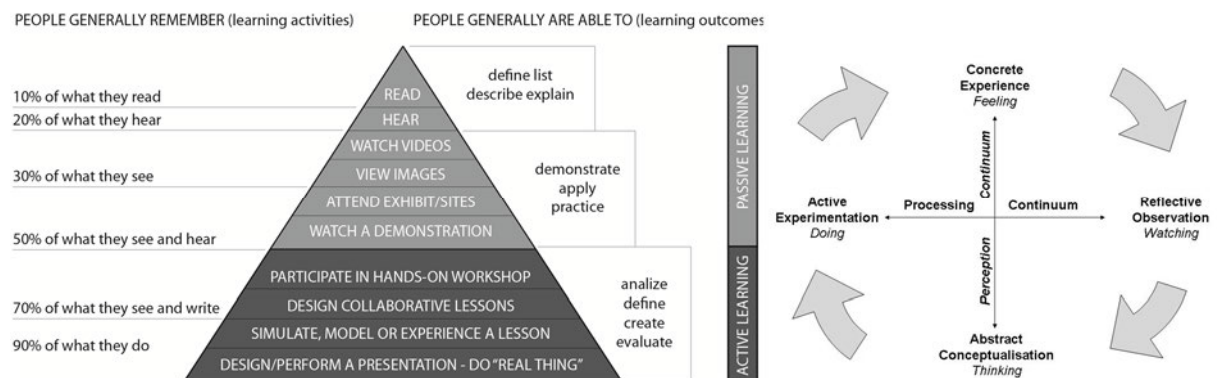 PEOPLE GENERALLY REMEMBER (learning activities)
PEOPLE GENERALLY ARE ABLE TO (learning outcomes
10% of what they read
20% of what they hear
30% of what they see
50% of what they see and hear
70% of what they see and write
90% of what they do
READ
HEAR
WATCH VIDEOS
VIEW IMAGES
ATTEND EXHIBIT/SITES
WATCH A DEMONSTRATION
PARTICIPATE IN HANDS-ON WORKSHOP
DESIGN COLLABORATIVE LESSONS
SIMULATE, MODEL OR EXPERIENCE A LESSON
DESIGN/PERFORM A PRESENTATION - DO "REAL THING"
define list
describe explain
demonstrate
apply
practice
analize
define
create
evaluate
PASSIVE LEARNING
ACTIVE LEARNING
Concrete
Experience
Feeling
Continuum
Active
Experimentation
Doing
Processing
Continuum
Reflective
Observation
Watching
Perception
Abstract
Conceptualisation
Thinking